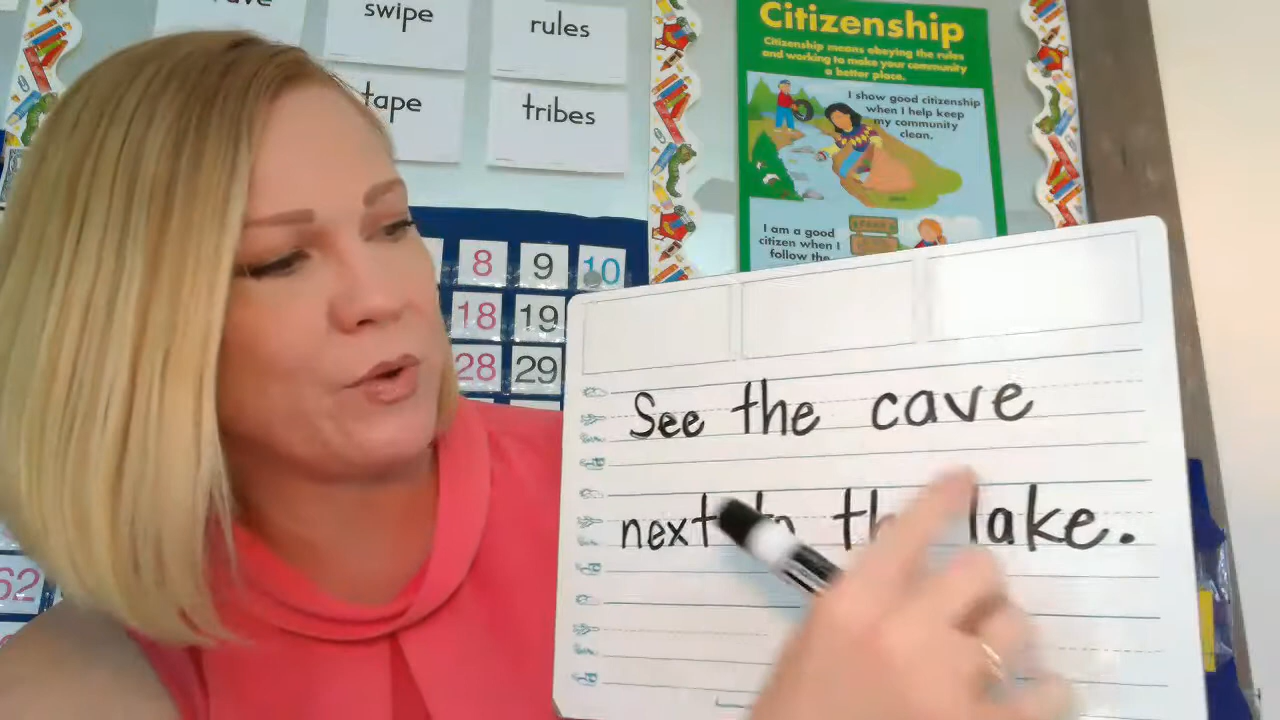 swipe
rules
tape
tribes
Citizenship
Citizenship means obeying the rules
and working to make your community
a better place.
I show good citizenship
when I help keep
my community
clean.
I am a good
citizen when I
follow the
8 9 10
18 19
28 29
62
See the cave
next to the lake.